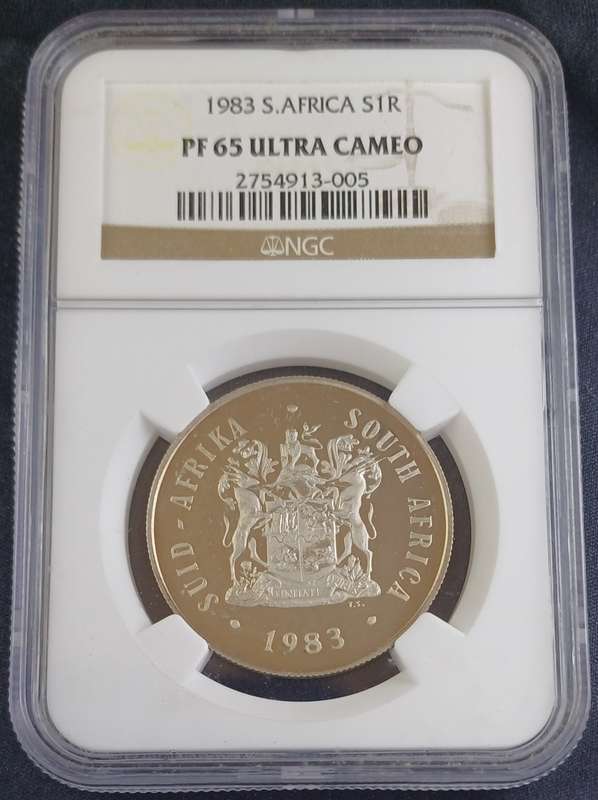 1983 S.AFRICA S1R
PF 65 ULTRA CAMEO
2754913-005
NGC
SUID - AFRIKA
SOUTH AFRICA
T.S.
1983